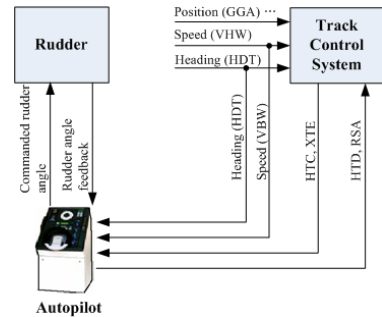 Rudder
Position (GGA) ...
Speed (VHW)
Heading (HDT)
Track
Control
System
Commanded rudder
angle
Rudder angle
feedback
Heading (HDT)
Speed (VBW)
HTC, XTE
HTD, RSA
Autopilot